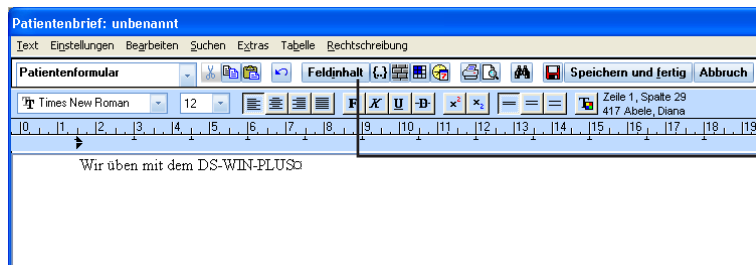 Patientenbrief: unbenannt
Text Einstellungen Bearbeiten Suchen Extras Tabelle Rechtschreibung
Patientenformular Feldinhalt {..} Speichern und fertig Abbruch
Times New Roman 12 F K U -D- x² x₂ Zeile 1, Spalte 29
417 Abele, Diana
0 1 2 3 4 5 6 7 8 9 10 11 12 13 14 15 16 17 18 19
Wir üben mit dem DS-WIN-PLUS¤